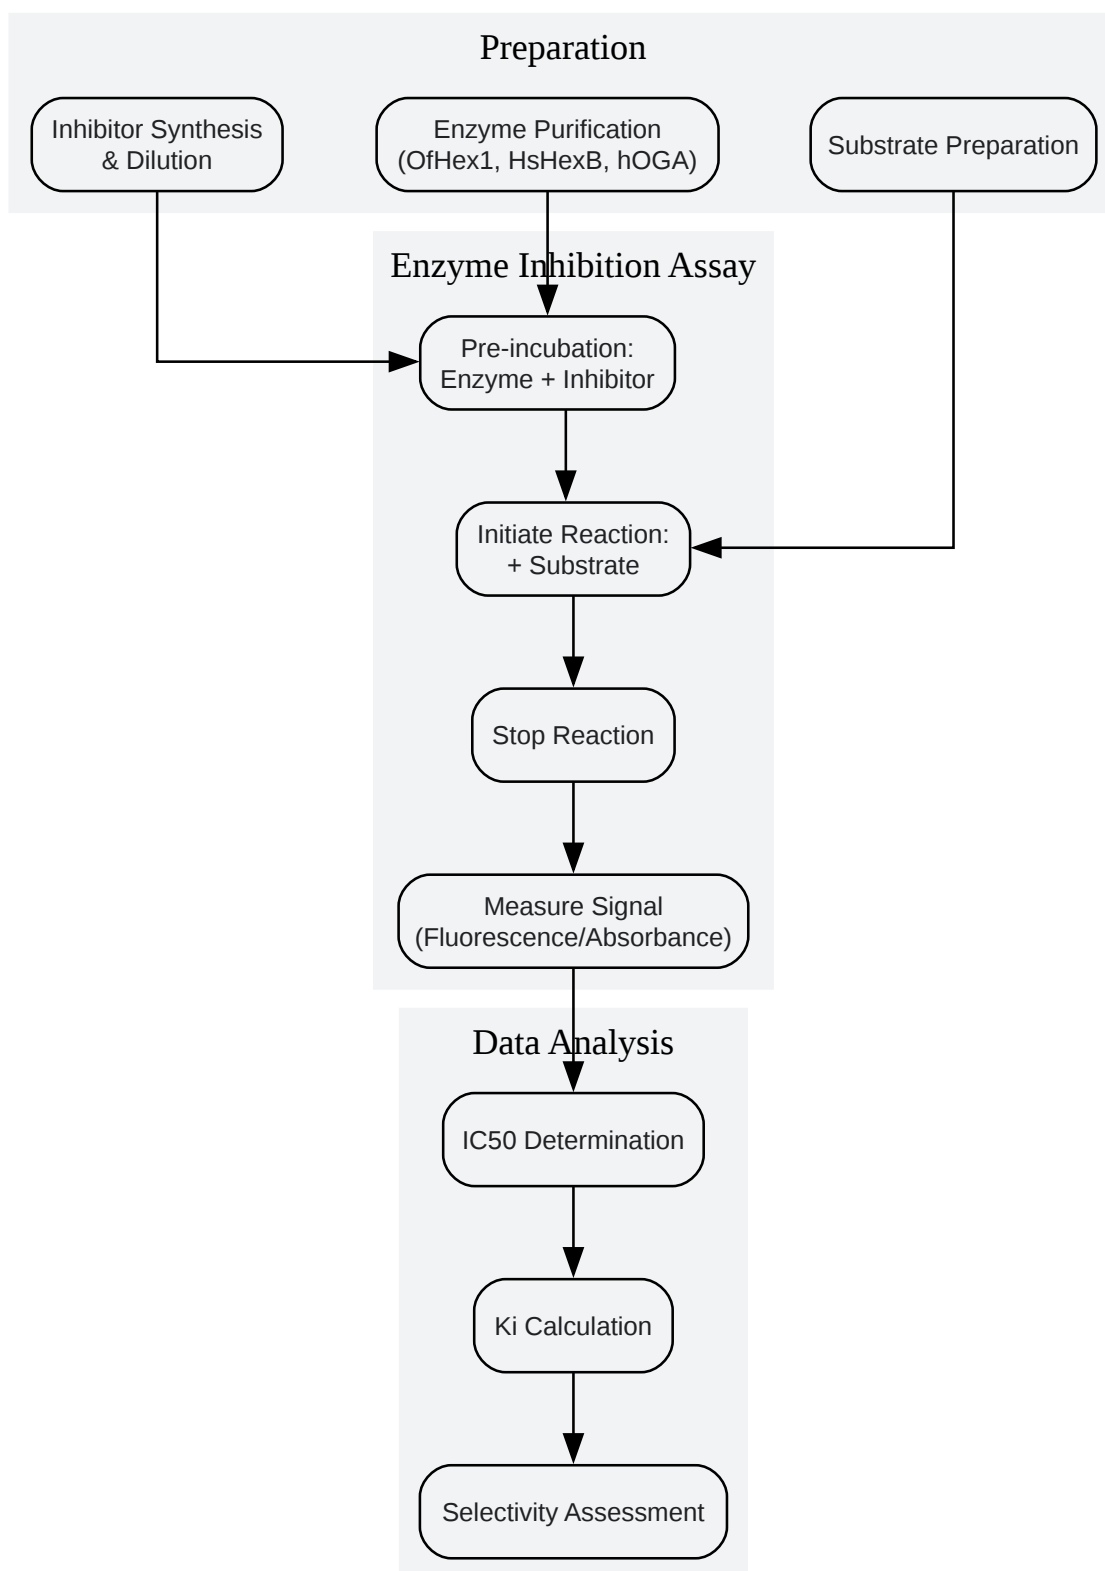 Preparation
Inhibitor Synthesis
& Dilution
Enzyme Purification
(OfHex1, HsHexB, hOGA)
Substrate Preparation
Enzyme Inhibition Assay
Pre-incubation:
Enzyme + Inhibitor
Initiate Reaction:
+ Substrate
Stop Reaction
Measure Signal
(Fluorescence/Absorbance)
Data Analysis
IC50 Determination
Ki Calculation
Selectivity Assessment